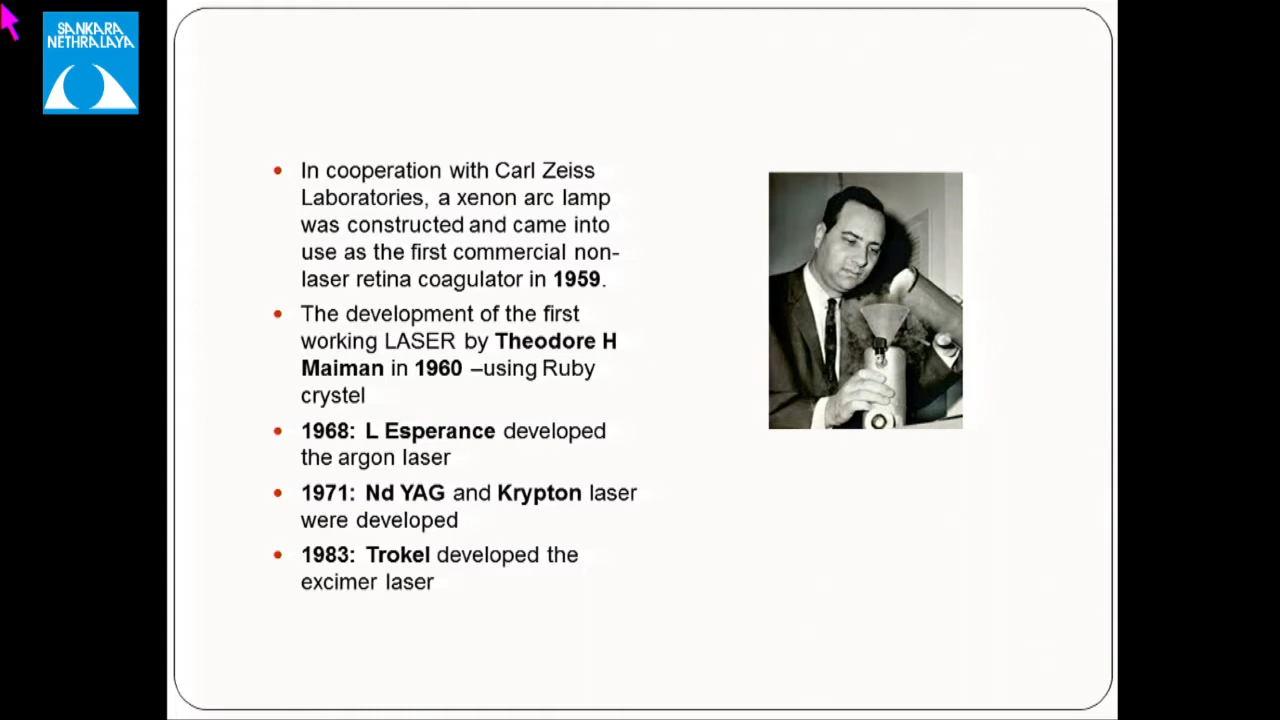 SANKARA
NETHRALAYA
• In cooperation with Carl Zeiss
Laboratories, a xenon arc lamp
was constructed and came into
use as the first commercial non-
laser retina coagulator in 1959.
• The development of the first
working LASER by Theodore H
Maiman in 1960 –using Ruby
crystel
• 1968: L Esperance developed
the argon laser
• 1971: Nd YAG and Krypton laser
were developed
• 1983: Trokel developed the
excimer laser